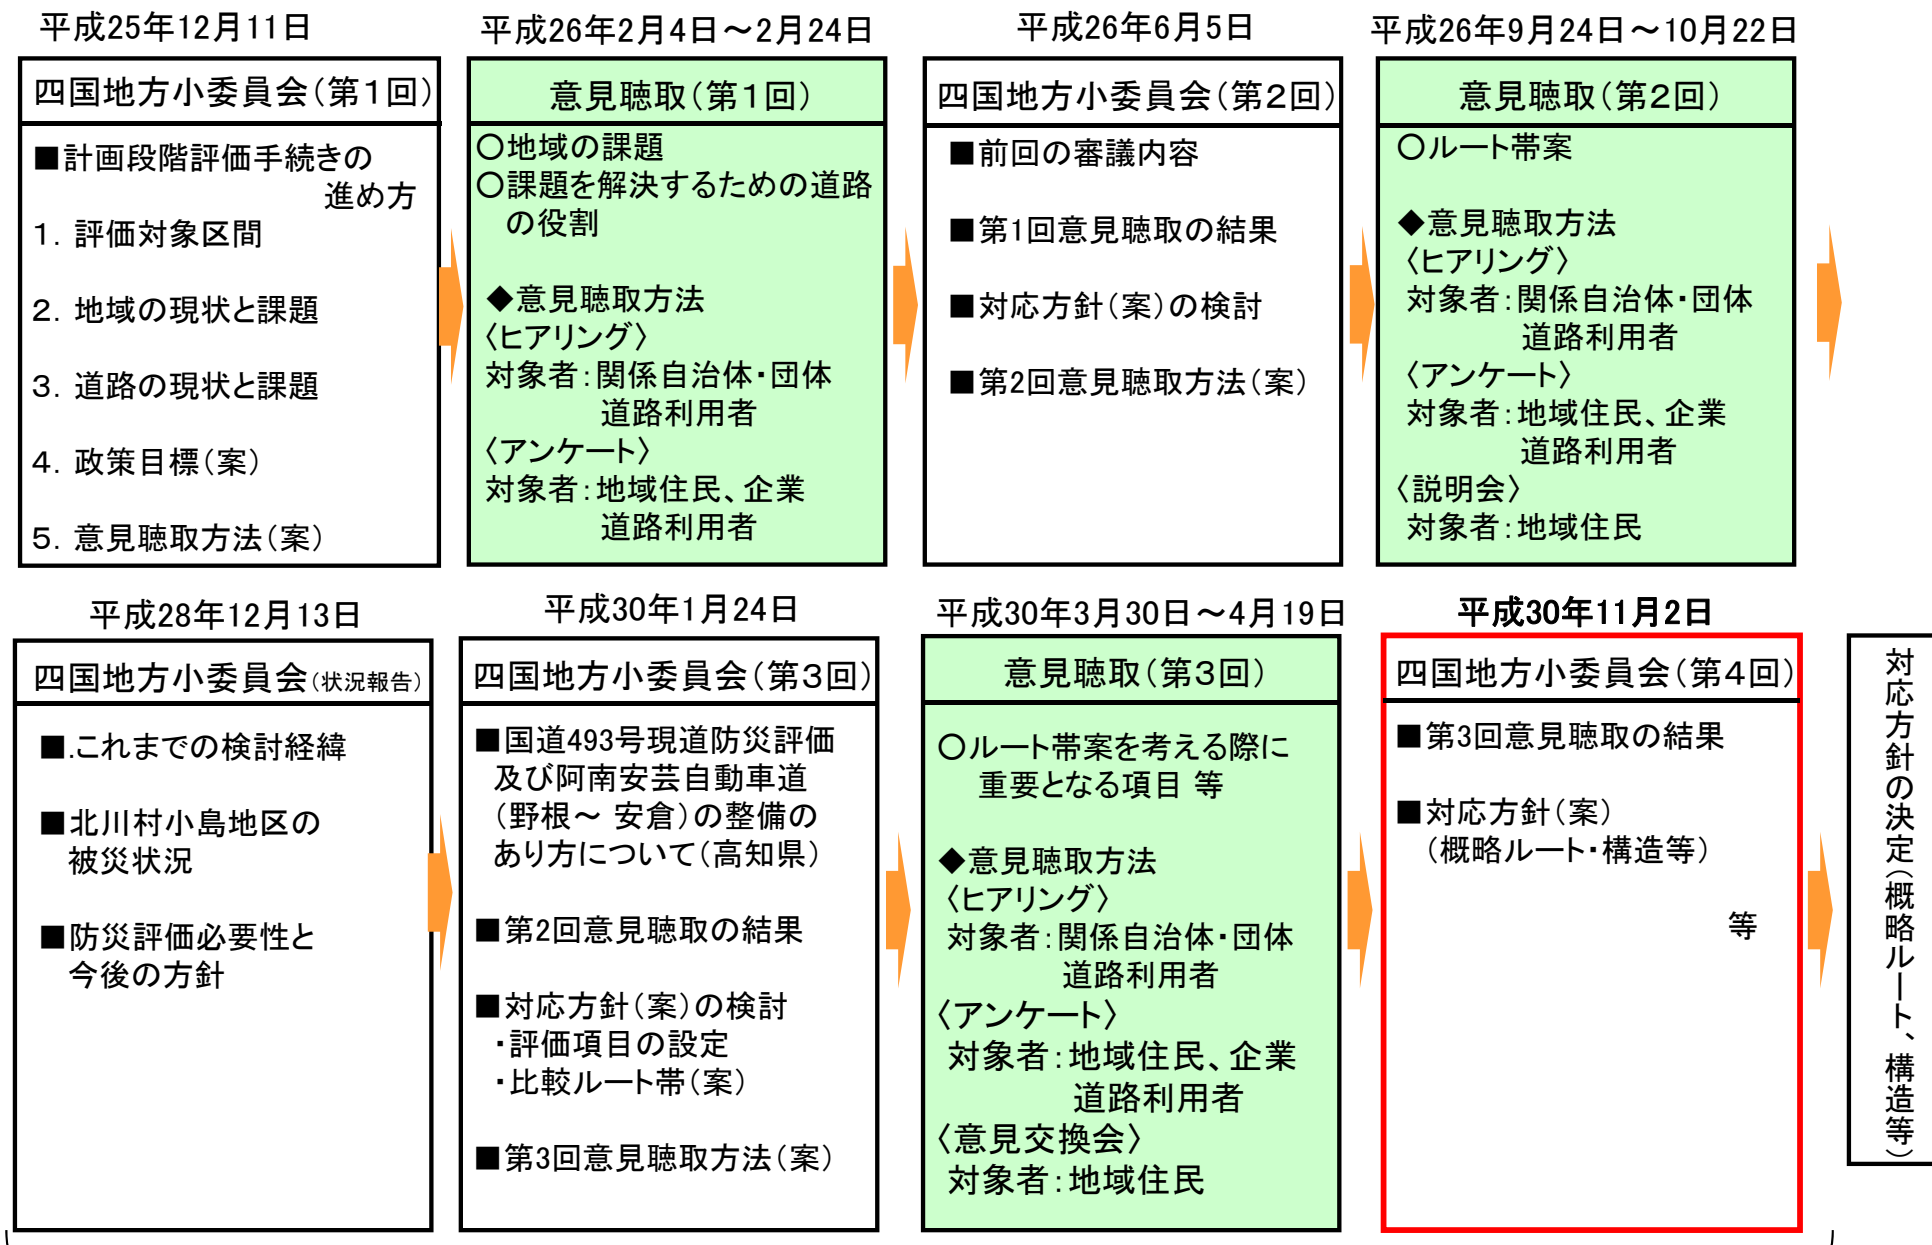 平成25年12月11日
四国地方小委員会(第１回)
■計画段階評価手続きの
進め方
１．評価対象区間
２．地域の現状と課題
３．道路の現状と課題
４．政策目標(案)
５．意見聴取方法(案)
平成26年2月4日～2月24日
意見聴取(第１回)
○地域の課題
○課題を解決するための道路
の役割
◆意見聴取方法
〈ヒアリング〉
対象者：関係自治体・団体
道路利用者
〈アンケート〉
対象者：地域住民、企業
道路利用者
平成26年6月5日
四国地方小委員会(第２回)
■前回の審議内容
■第1回意見聴取の結果
■対応方針(案)の検討
■第2回意見聴取方法(案)
平成26年9月24日～10月22日
意見聴取(第２回)
○ルート帯案
◆意見聴取方法
〈ヒアリング〉
対象者：関係自治体・団体
道路利用者
〈アンケート〉
対象者：地域住民、企業
道路利用者
〈説明会〉
対象者：地域住民
平成28年12月13日
四国地方小委員会(状況報告)
■.これまでの検討経緯
■北川村小島地区の
被災状況
■防災評価必要性と
今後の方針
平成30年1月24日
四国地方小委員会(第３回)
■国道493号現道防災評価
及び阿南安芸自動車道
(野根～ 安倉)の整備の
あり方について(高知県)
■第2回意見聴取の結果
■対応方針(案)の検討
・評価項目の設定
・比較ルート帯(案)
■第3回意見聴取方法(案)
平成30年3月30日～4月19日
意見聴取(第３回)
○ルート帯案を考える際に
重要となる項目 等
◆意見聴取方法
〈ヒアリング〉
対象者：関係自治体・団体
道路利用者
〈アンケート〉
対象者：地域住民、企業
道路利用者
〈意見交換会〉
対象者：地域住民
平成30年11月2日
四国地方小委員会(第４回)
■第3回意見聴取の結果
■対応方針(案)
(概略ルート・構造等)
等
対応方針の決定(概略ルート、構造等)